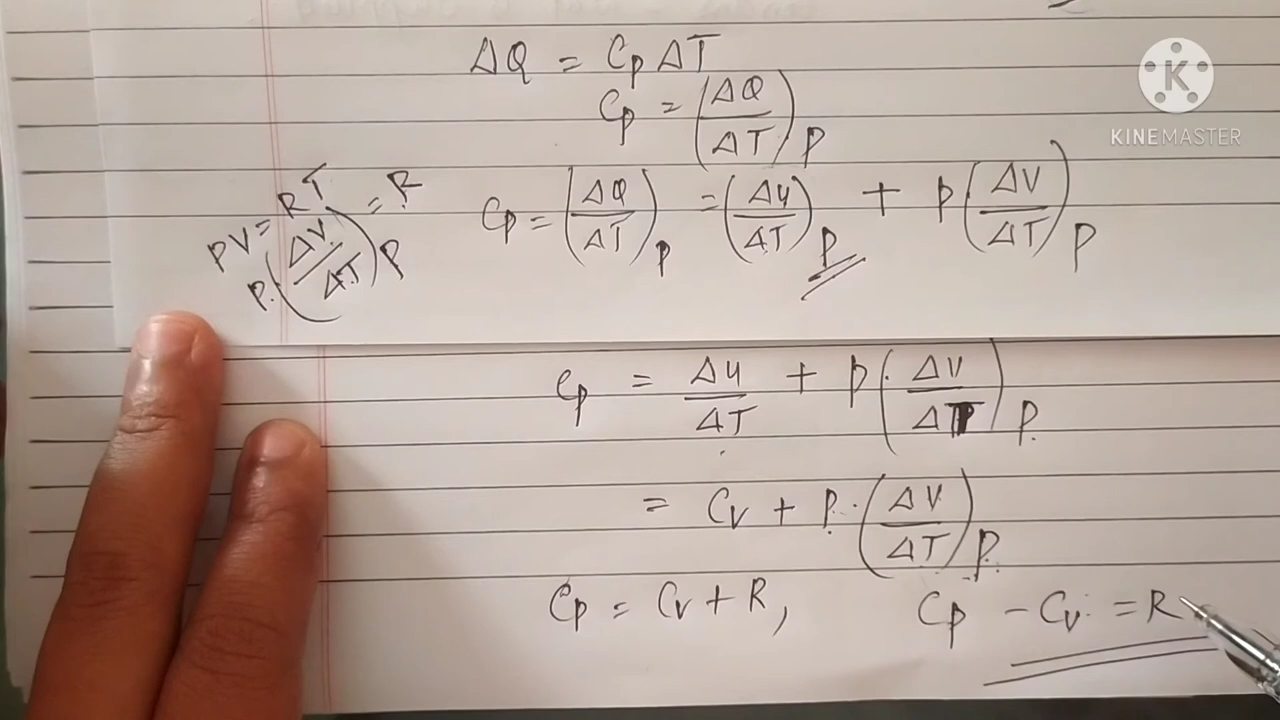 ΔQ = Cp ΔT
Cp = (ΔQ/ΔT)p
K
KINEMASTER
PV = RT
P. (ΔV/ΔT)p = R
Cp = (ΔQ/ΔT)p = (Δu/ΔT)p + p(ΔV/ΔT)p
Cp = Δu/ΔT + p(ΔV/ΔT)p.
= Cv + P.(ΔV/ΔT)p.
Cp = Cv + R, Cp - Cv = R